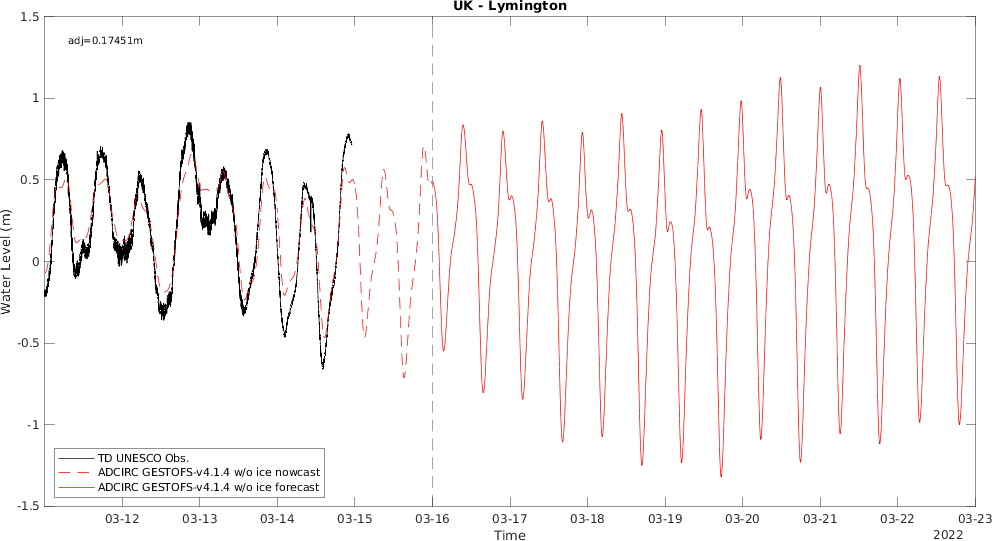 UK - Lymington
adj=0.17451m
1.5
1
0.5
0
-0.5
-1
-1.5
Water Level (m)
TD UNESCO Obs.
ADCIRC GESTOFS-v4.1.4 w/o ice nowcast
ADCIRC GESTOFS-v4.1.4 w/o ice forecast
03-12 03-13 03-14 03-15 03-16 03-17 03-18 03-19 03-20 03-21 03-22 03-23
Time
2022